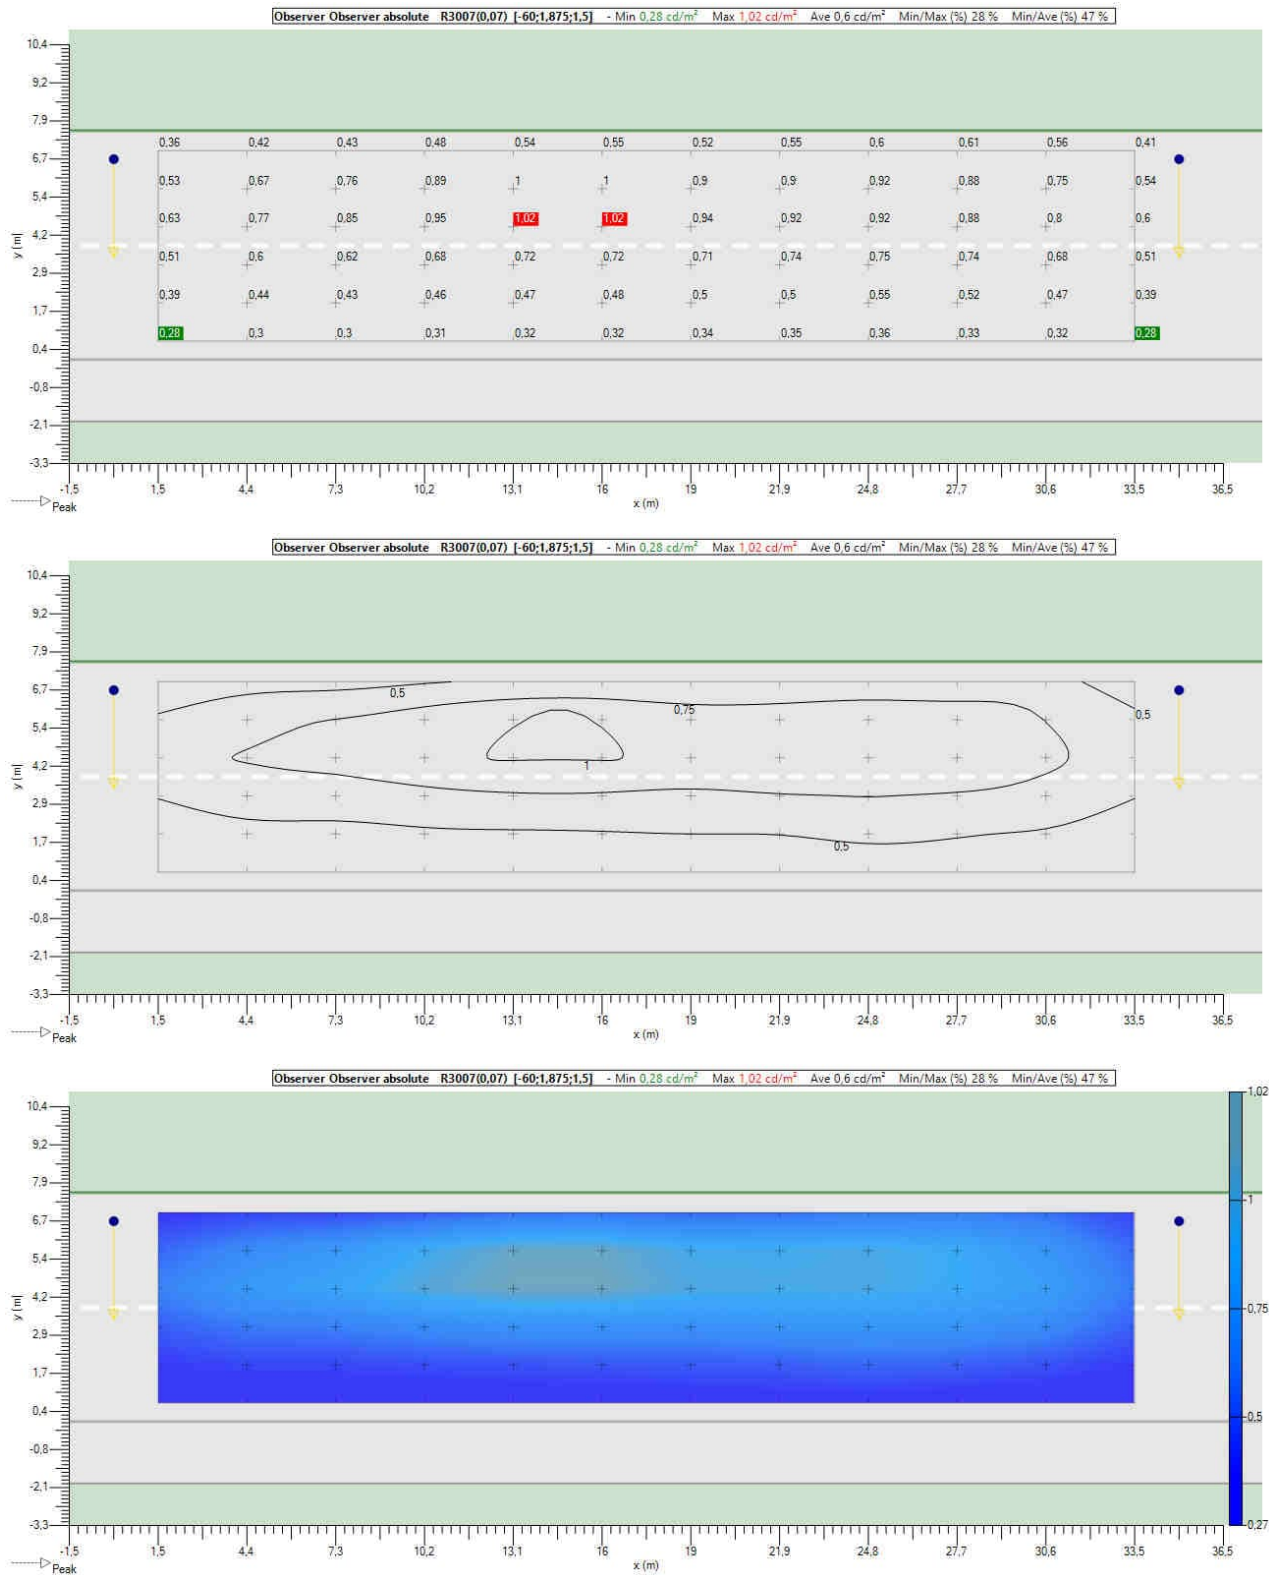 Observer Observer absolute R3007(0,07) [-60;1,875;1,5] - Min 0,28 cd/m² Max 1,02 cd/m² Ave 0,6 cd/m² Min/Max (%) 28 % Min/Ave (%) 47 %
10,4
9,2
7,9
0,36 0,42 0,43 0,48 0,54 0,55 0,52 0,55 0,6 0,61 0,56 0,41
6,7
0,53 0,67 0,76 0,89 1 1 0,9 0,9 0,92 0,88 0,75 0,54
5,4
0,63 0,77 0,85 0,95 1,02 1,02 0,94 0,92 0,92 0,88 0,8 0,6
4,2
y (m)
0,51 0,6 0,62 0,68 0,72 0,72 0,71 0,74 0,75 0,74 0,68 0,51
2,9
0,39 0,44 0,43 0,46 0,47 0,48 0,5 0,5 0,55 0,52 0,47 0,39
1,7
0,28 0,3 0,3 0,31 0,32 0,32 0,34 0,35 0,36 0,33 0,32 0,28
0,4
-0,8
-2,1
-3,3
-1,5 1,5 4,4 7,3 10,2 13,1 16 19 21,9 24,8 27,7 30,6 33,5 36,5
x (m)
Peak
Observer Observer absolute R3007(0,07) [-60;1,875;1,5] - Min 0,28 cd/m² Max 1,02 cd/m² Ave 0,6 cd/m² Min/Max (%) 28 % Min/Ave (%) 47 %
10,4
9,2
7,9
6,7
0,5
0,75
0,5
5,4
4,2
1
y (m)
2,9
1,7
0,5
0,4
-0,8
-2,1
-3,3
-1,5 1,5 4,4 7,3 10,2 13,1 16 19 21,9 24,8 27,7 30,6 33,5 36,5
x (m)
Peak
Observer Observer absolute R3007(0,07) [-60;1,875;1,5] - Min 0,28 cd/m² Max 1,02 cd/m² Ave 0,6 cd/m² Min/Max (%) 28 % Min/Ave (%) 47 %
1,02
10,4
9,2
7,9
1
6,7
5,4
4,2
0,75
y (m)
2,9
1,7
0,5
0,4
-0,8
-2,1
-3,3
0,27
-1,5 1,5 4,4 7,3 10,2 13,1 16 19 21,9 24,8 27,7 30,6 33,5 36,5
x (m)
Peak